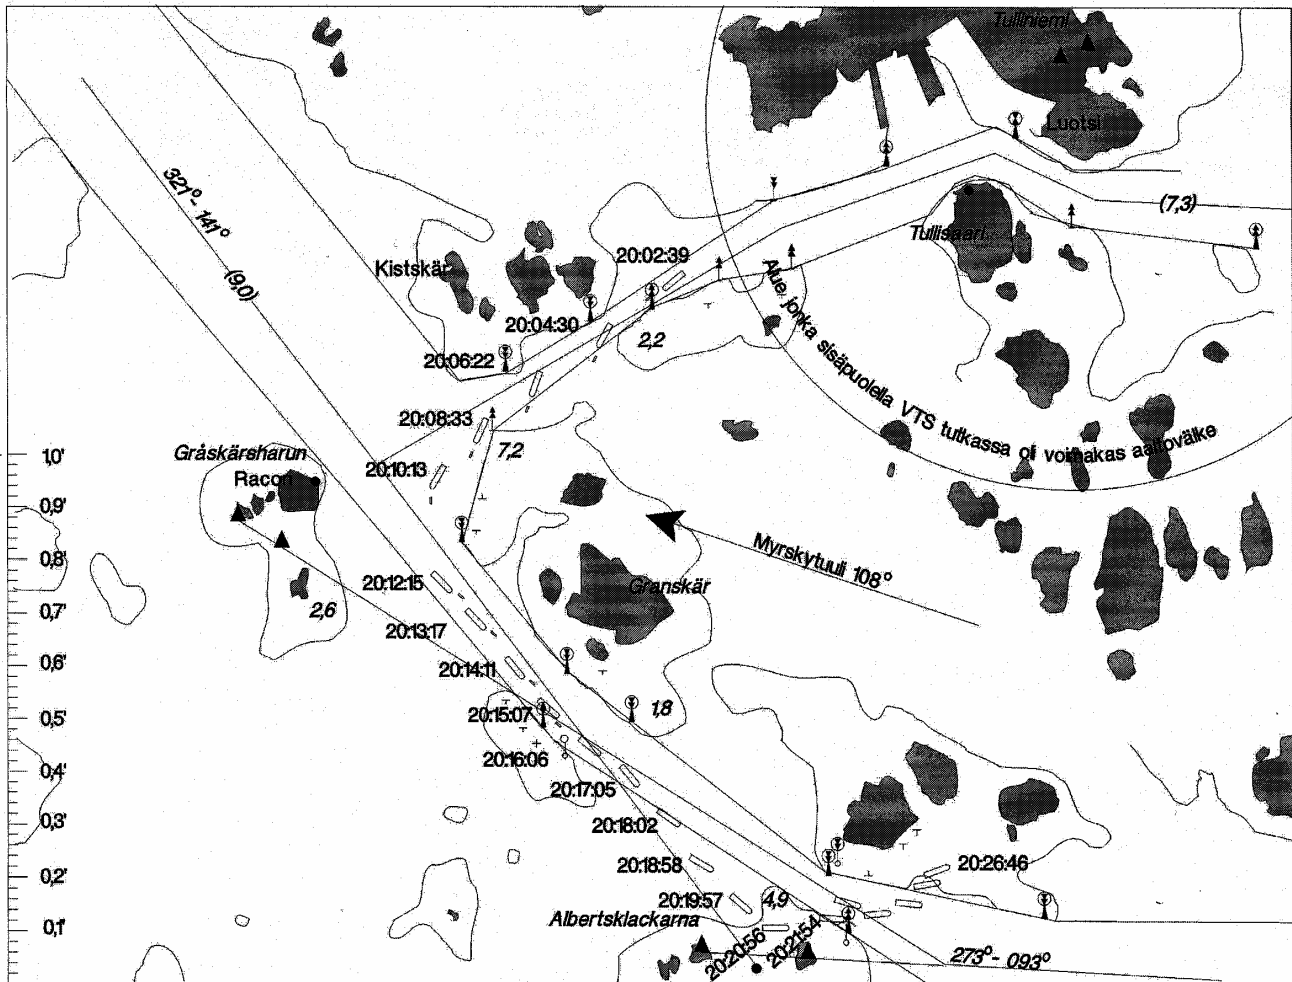 Tulliniemi
Luotsi
321° - 141°
(7,3)
Tullisaari
20:02:39
Kistskär
(9,0)
Alue, jonka sisäpuolella VTS tutkassa oli voimakas aaltovälke
20:04:30
2,2
20:06:22
20:08:33
7,2
Gråskärsharun
Racon
20:10:13
1,0'
0,9'
0,8'
0,7'
0,6'
0,5'
0,4'
0,3'
0,2'
0,1'
Myrskytuuli 108°
20:12:15
Granskär
2,6
20:13:17
20:14:11
20:15:07
1,8
20:16:06
20:17:05
20:18:02
20:18:58
20:26:46
20:19:57
4,9
Albertsklackarna
20:20:56
20:21:54
273° - 093°